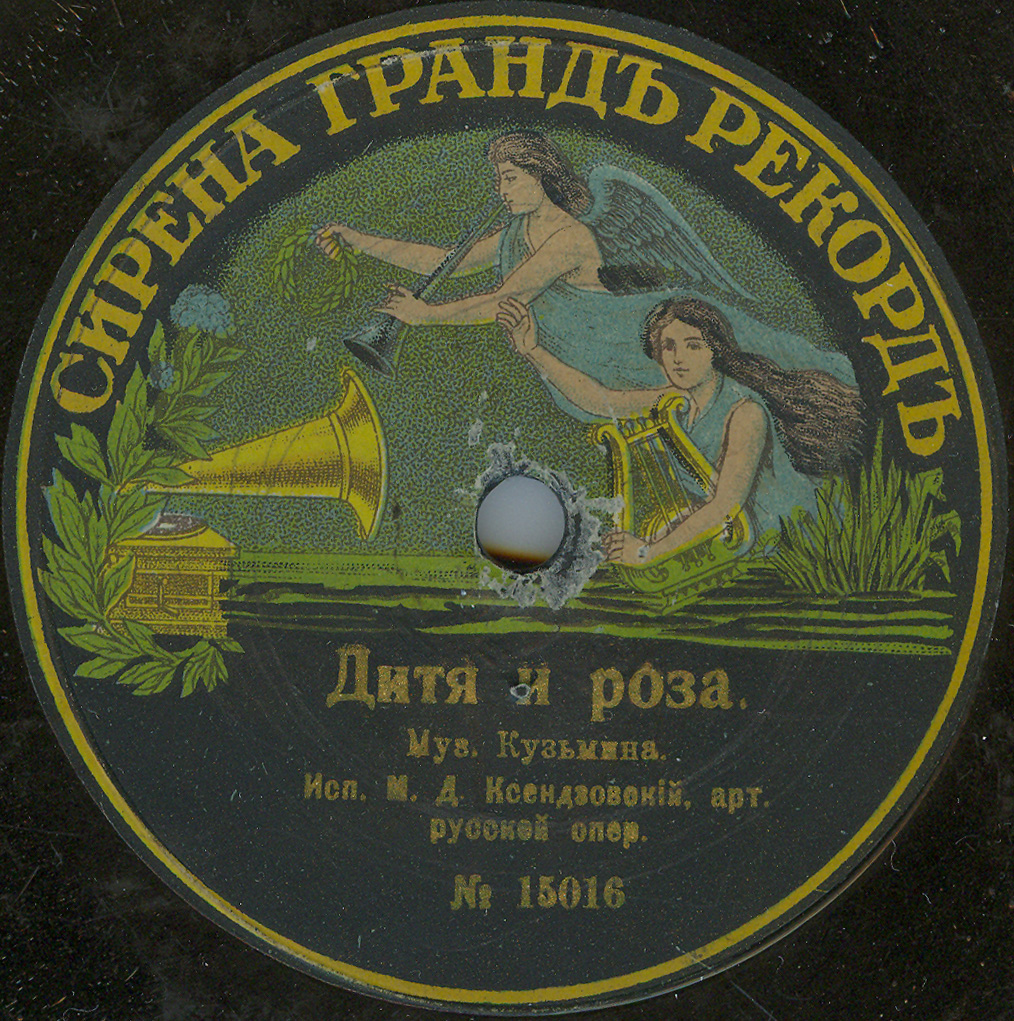 СИРЕНА ГРАНДЪ РЕКОРДЪ
Дитя и роза.
Муз. Кузьмина.
Исп. М. Д. Ксендзовскій, арт.
русской опер.
№ 15016